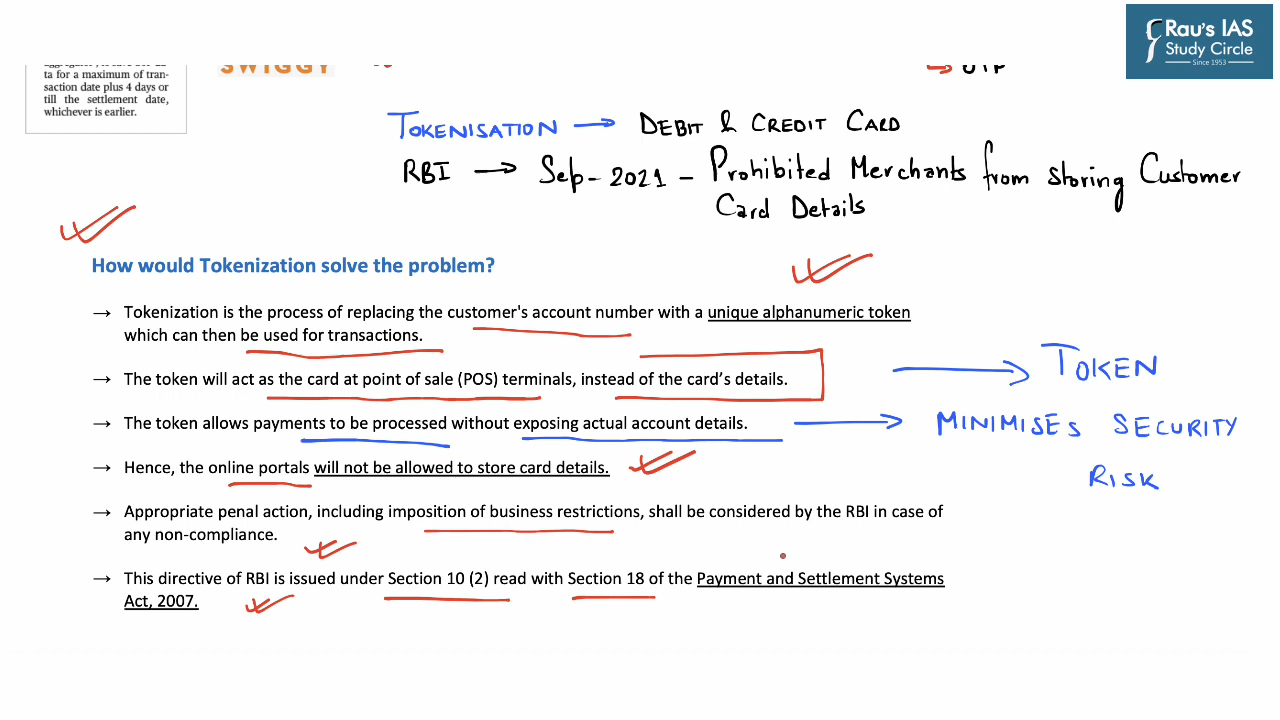 Rau's IAS
Study Circle
Since 1953
ta for a maximum of tran-
saction date plus 4 days or
till the settlement date,
whichever is earlier.
SWIGGY
OTP
TOKENISATION → DEBIT & CREDIT CARD
RBI → Sep - 2021 - Prohibited Merchants from storing Customer
Card Details
How would Tokenization solve the problem?
→ Tokenization is the process of replacing the customer's account number with a unique alphanumeric token
which can then be used for transactions.
→ The token will act as the card at point of sale (POS) terminals, instead of the card's details.
→ TOKEN
→ The token allows payments to be processed without exposing actual account details.
→ MINIMISES SECURITY
RISK
→ Hence, the online portals will not be allowed to store card details.
→ Appropriate penal action, including imposition of business restrictions, shall be considered by the RBI in case of
any non-compliance.
→ This directive of RBI is issued under Section 10 (2) read with Section 18 of the Payment and Settlement Systems
Act, 2007.